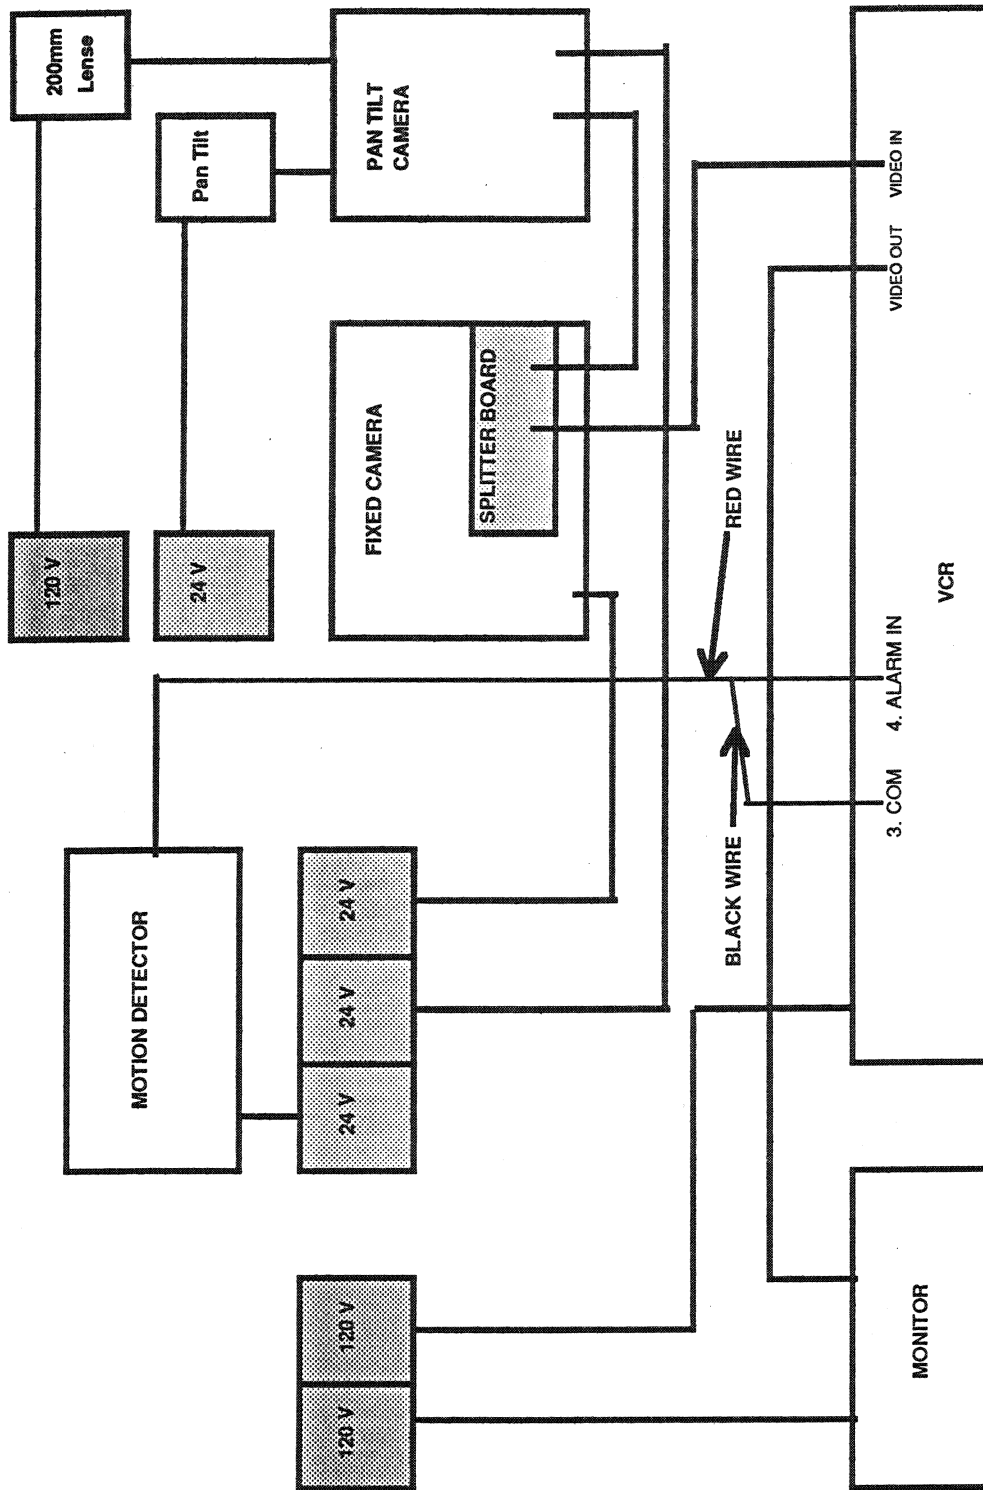 120 V
120 V
MOTION DETECTOR
24 V
24 V
24 V
120 V
24 V
200mm
Lense
Pan Tilt
FIXED CAMERA
SPLITTER BOARD
PAN TILT
CAMERA
BLACK WIRE
RED WIRE
MONITOR
3. COM
4. ALARM IN
VIDEO OUT
VIDEO IN
VCR